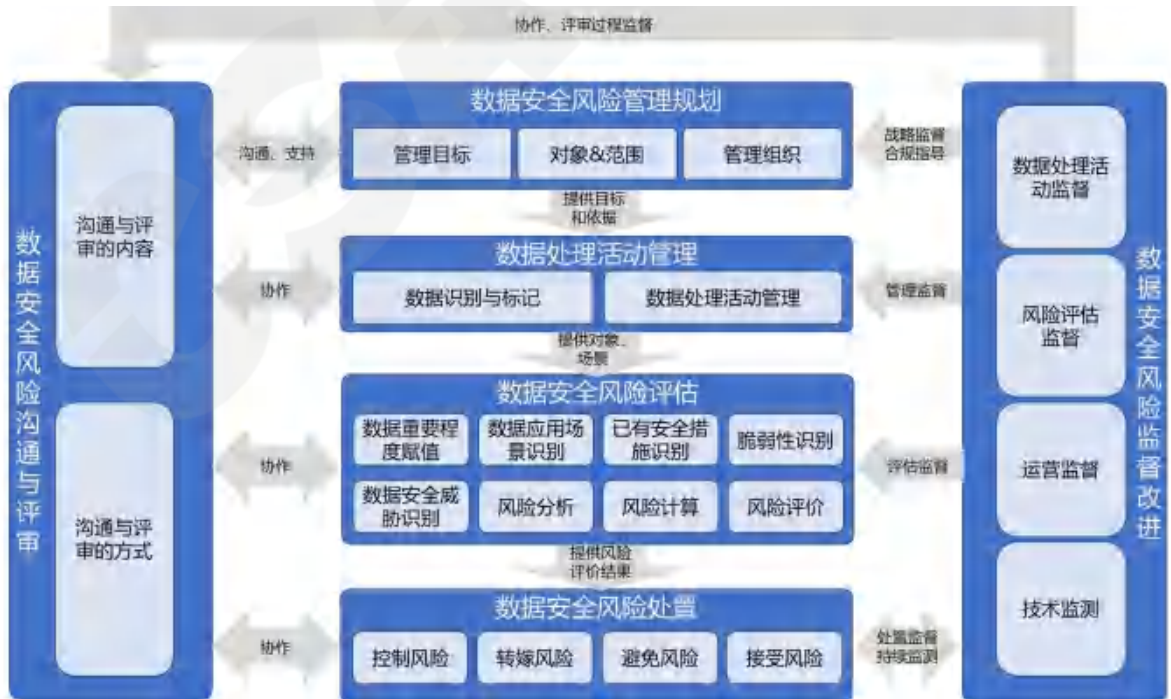 协作、评审过程监督
数据安全风险沟通与评审
沟通与评
审的内容
沟通与评
审的方式
沟通、支持
协作
协作
协作
数据安全风险管理规划
管理目标
对象&范围
管理组织
提供目标
和依据
数据处理活动管理
数据识别与标记
数据处理活动管理
提供对象、
场景
数据安全风险评估
数据重要程
度赋值
数据应用场
景识别
已有安全措
施识别
脆弱性识别
数据安全威
胁识别
风险分析
风险计算
风险评价
提供风险
评价结果
数据安全风险处置
控制风险
转嫁风险
避免风险
接受风险
战略监督
合规指导
管理监督
评估监督
处置监督
持续监测
数据处理活
动监督
风险评估
监督
运营监督
技术监测
数据安全风险监督改进